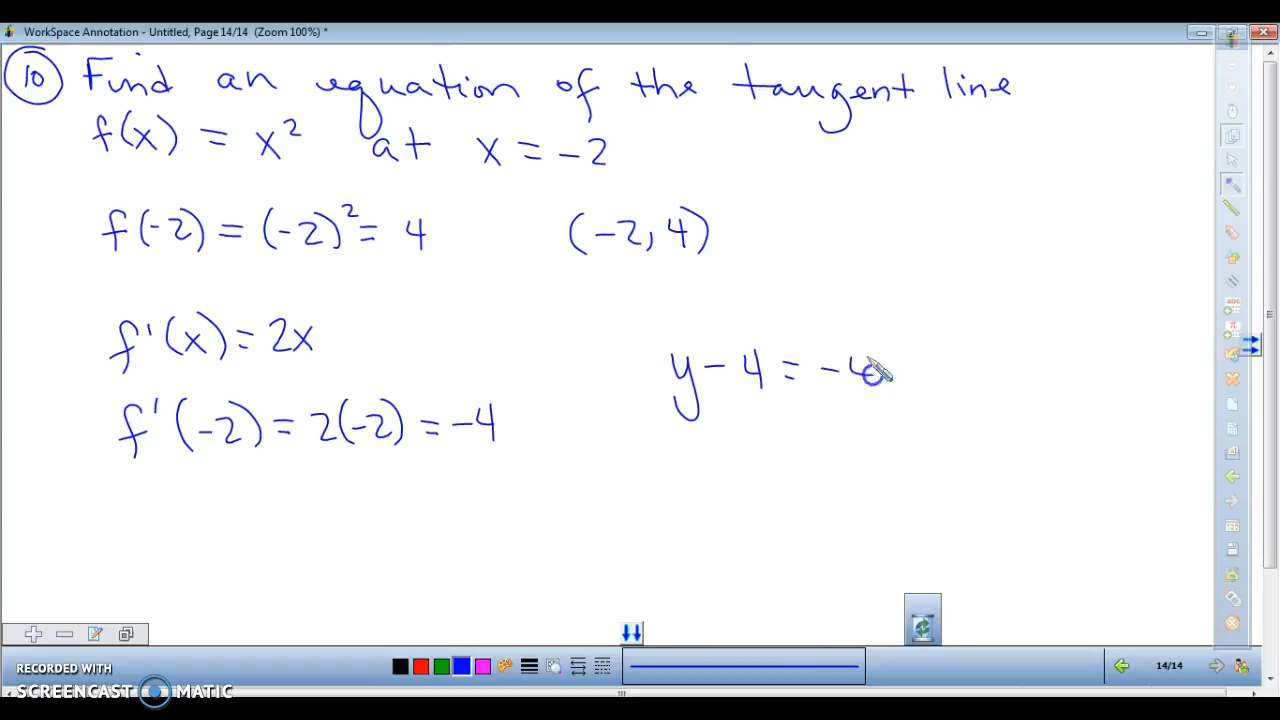 WorkSpace Annotation - Untitled, Page 14/14 (Zoom 100%) *
10 Find an equation of the tangent line
f(x) = x² at x = -2
f(-2) = (-2)² = 4 (-2, 4)
f'(x) = 2x
y - 4 = -4
f'(-2) = 2(-2) = -4
abc
π
14/14
RECORDED WITH
SCREENCAST MATIC